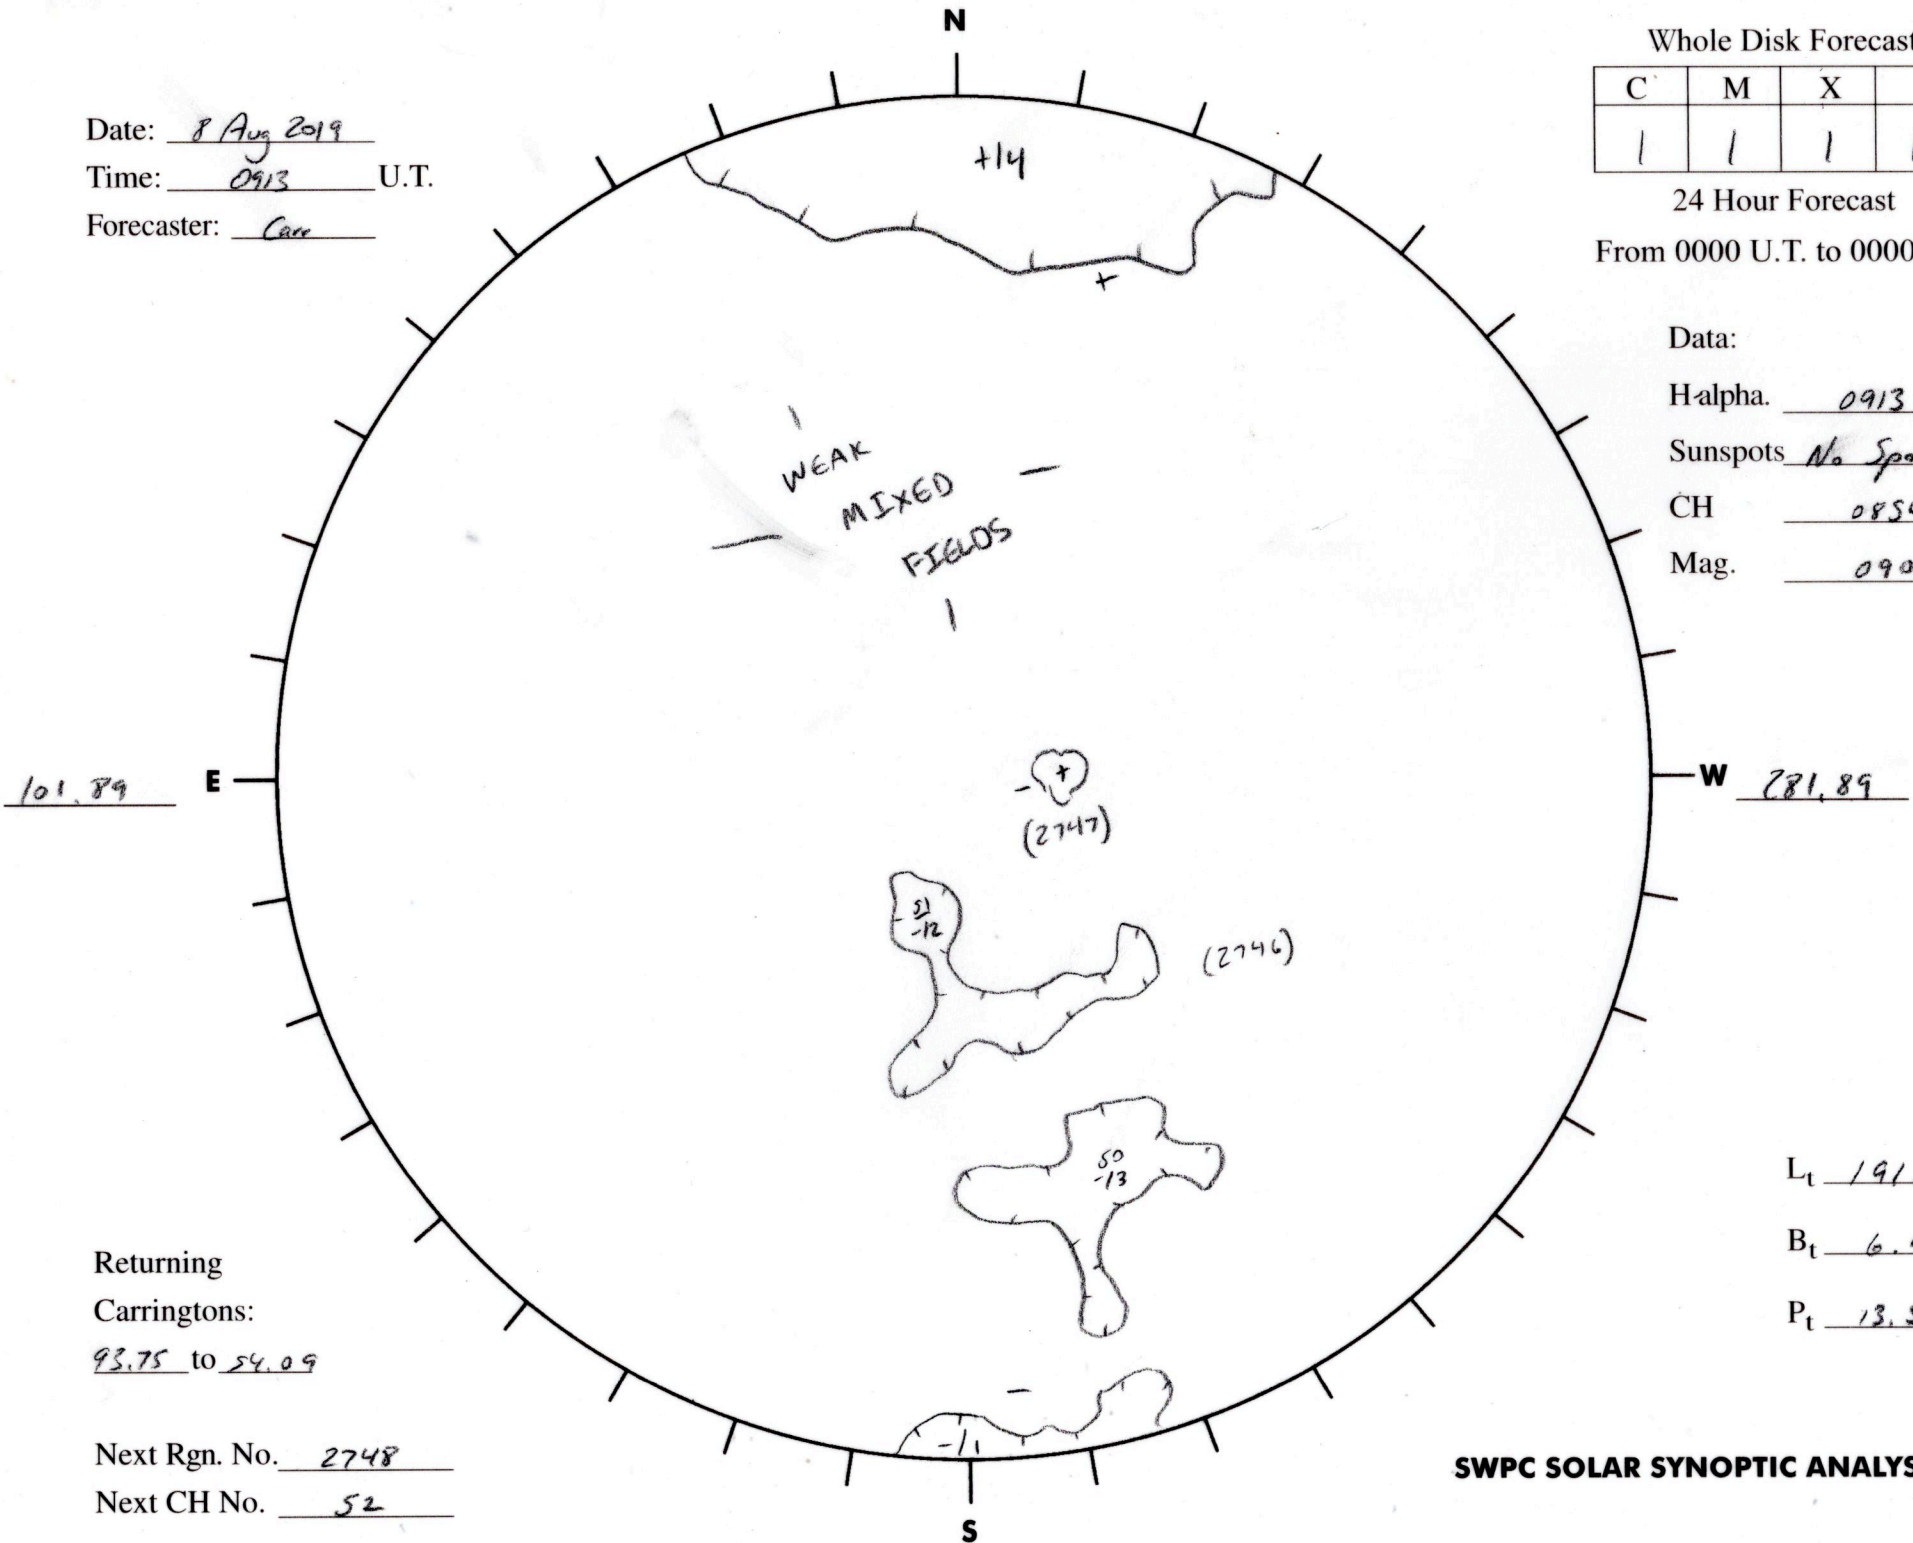 N
Whole Disk Forecast
C M X
1 1 1
24 Hour Forecast
From 0000 U.T. to 0000
Date: 8 Aug 2019
Time: 0913 U.T.
Forecaster:
+14
+
Data:
H-alpha. 0913
Sunspots No Spo
CH 085
Mag. 090
WEAK
MIXED
FIELDS
101.89 E
W 281.89
- +
(2747)
51
-12
(2746)
50
-13
Lt 191
Bt 6.
Pt 13.
Returning
Carringtons:
93.75 to 54.09
-
-11
Next Rgn. No. 2748
Next CH No. 52
SWPC SOLAR SYNOPTIC ANALYS
S